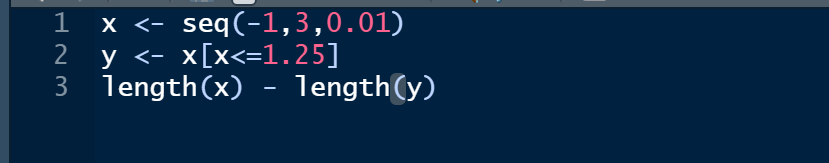 1 x <- seq(-1,3,0.01)
2 y <- x[x<=1.25]
3 length(x) - length(y)